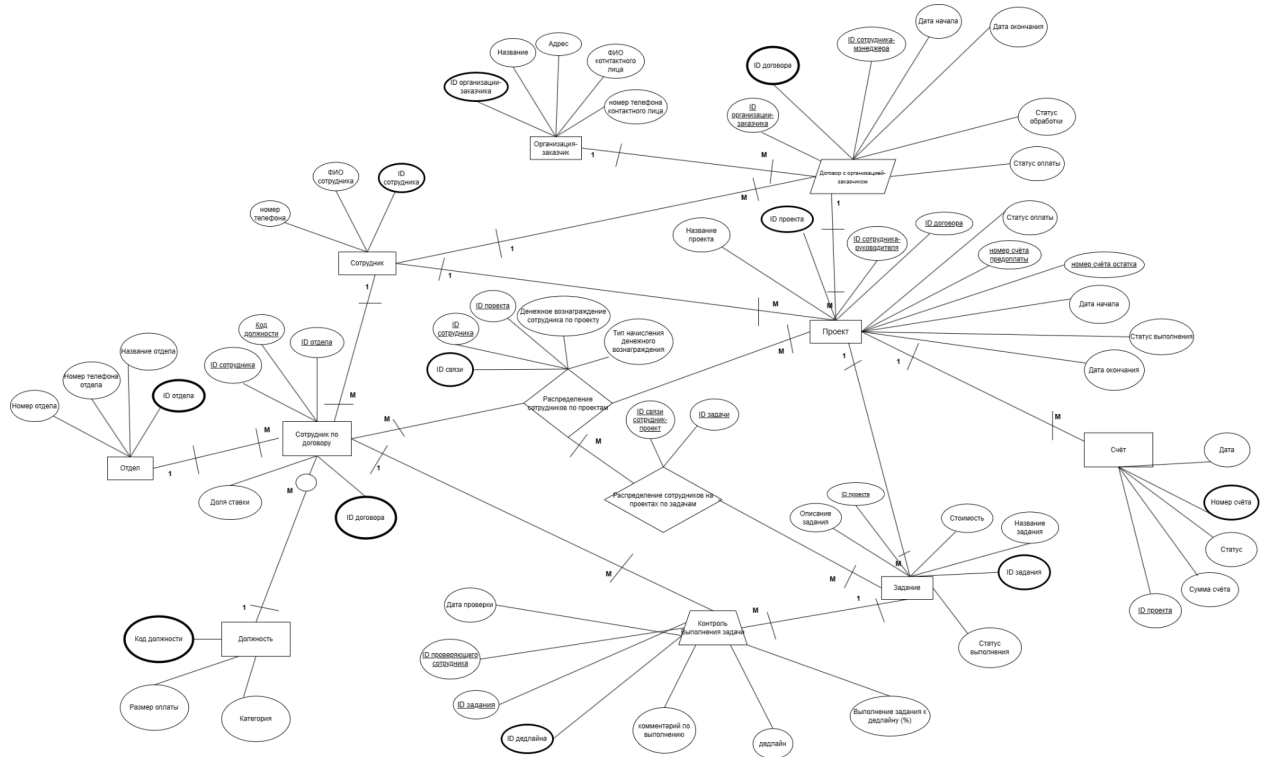 Название
Адрес
ФИО
котнтактного
лица
ID организации-
заказчика
номер телефона
контактного лица
Организация-
заказчик
1
М
ID договора
ID сотрудника-
мэнеджера
Дата начала
Дата окончания
ID
организации-
заказчика
Статус
обработки
Статус оплаты
Договор с организацией-
заказчиком
М
1
ФИО
сотрудника
ID
сотрудника
номер
телефона
Сотрудник
1
1
1
Название
проекта
ID проекта
ID сотрудника-
руководителя
ID договора
Статус оплаты
номер счёта
предоплаты
номер счёта остатка
Дата начала
Статус выполнения
Дата окончания
М
М
Проект
М
1
1
ID проекта
Денежное вознаграждение
сотрудника по проекту
ID
сотрудника
Тип начисления
денежного
вознаграждения
ID связи
Распределение
сотрудников по проектам
М
М
Код
должности
ID отдела
ID сотрудника
М
Сотрудник по
договору
М
1
М
Доля ставки
ID договора
Название отдела
Номер телефона
отдела
Номер отдела
ID отдела
Отдел
1
ID связи
сотрудник-
проект
ID задачи
Распределение сотрудников на
проектах по задачам
М
Счёт
Дата
Номер счёта
Статус
Сумма счёта
ID проекта
ID проекта
Описание
задания
Стоимость
Название
задания
ID задания
М
М
Задание
1
Статус
выполнения
1
Код должности
Должность
Размер оплаты
Категория
М
М
Дата проверки
Контроль
выполнения задачи
ID проверяющего
сотрудника
ID задания
ID дедлайна
комментарий по
выполнению
дедлайн
Выполнение задания к
дедлайну (%)